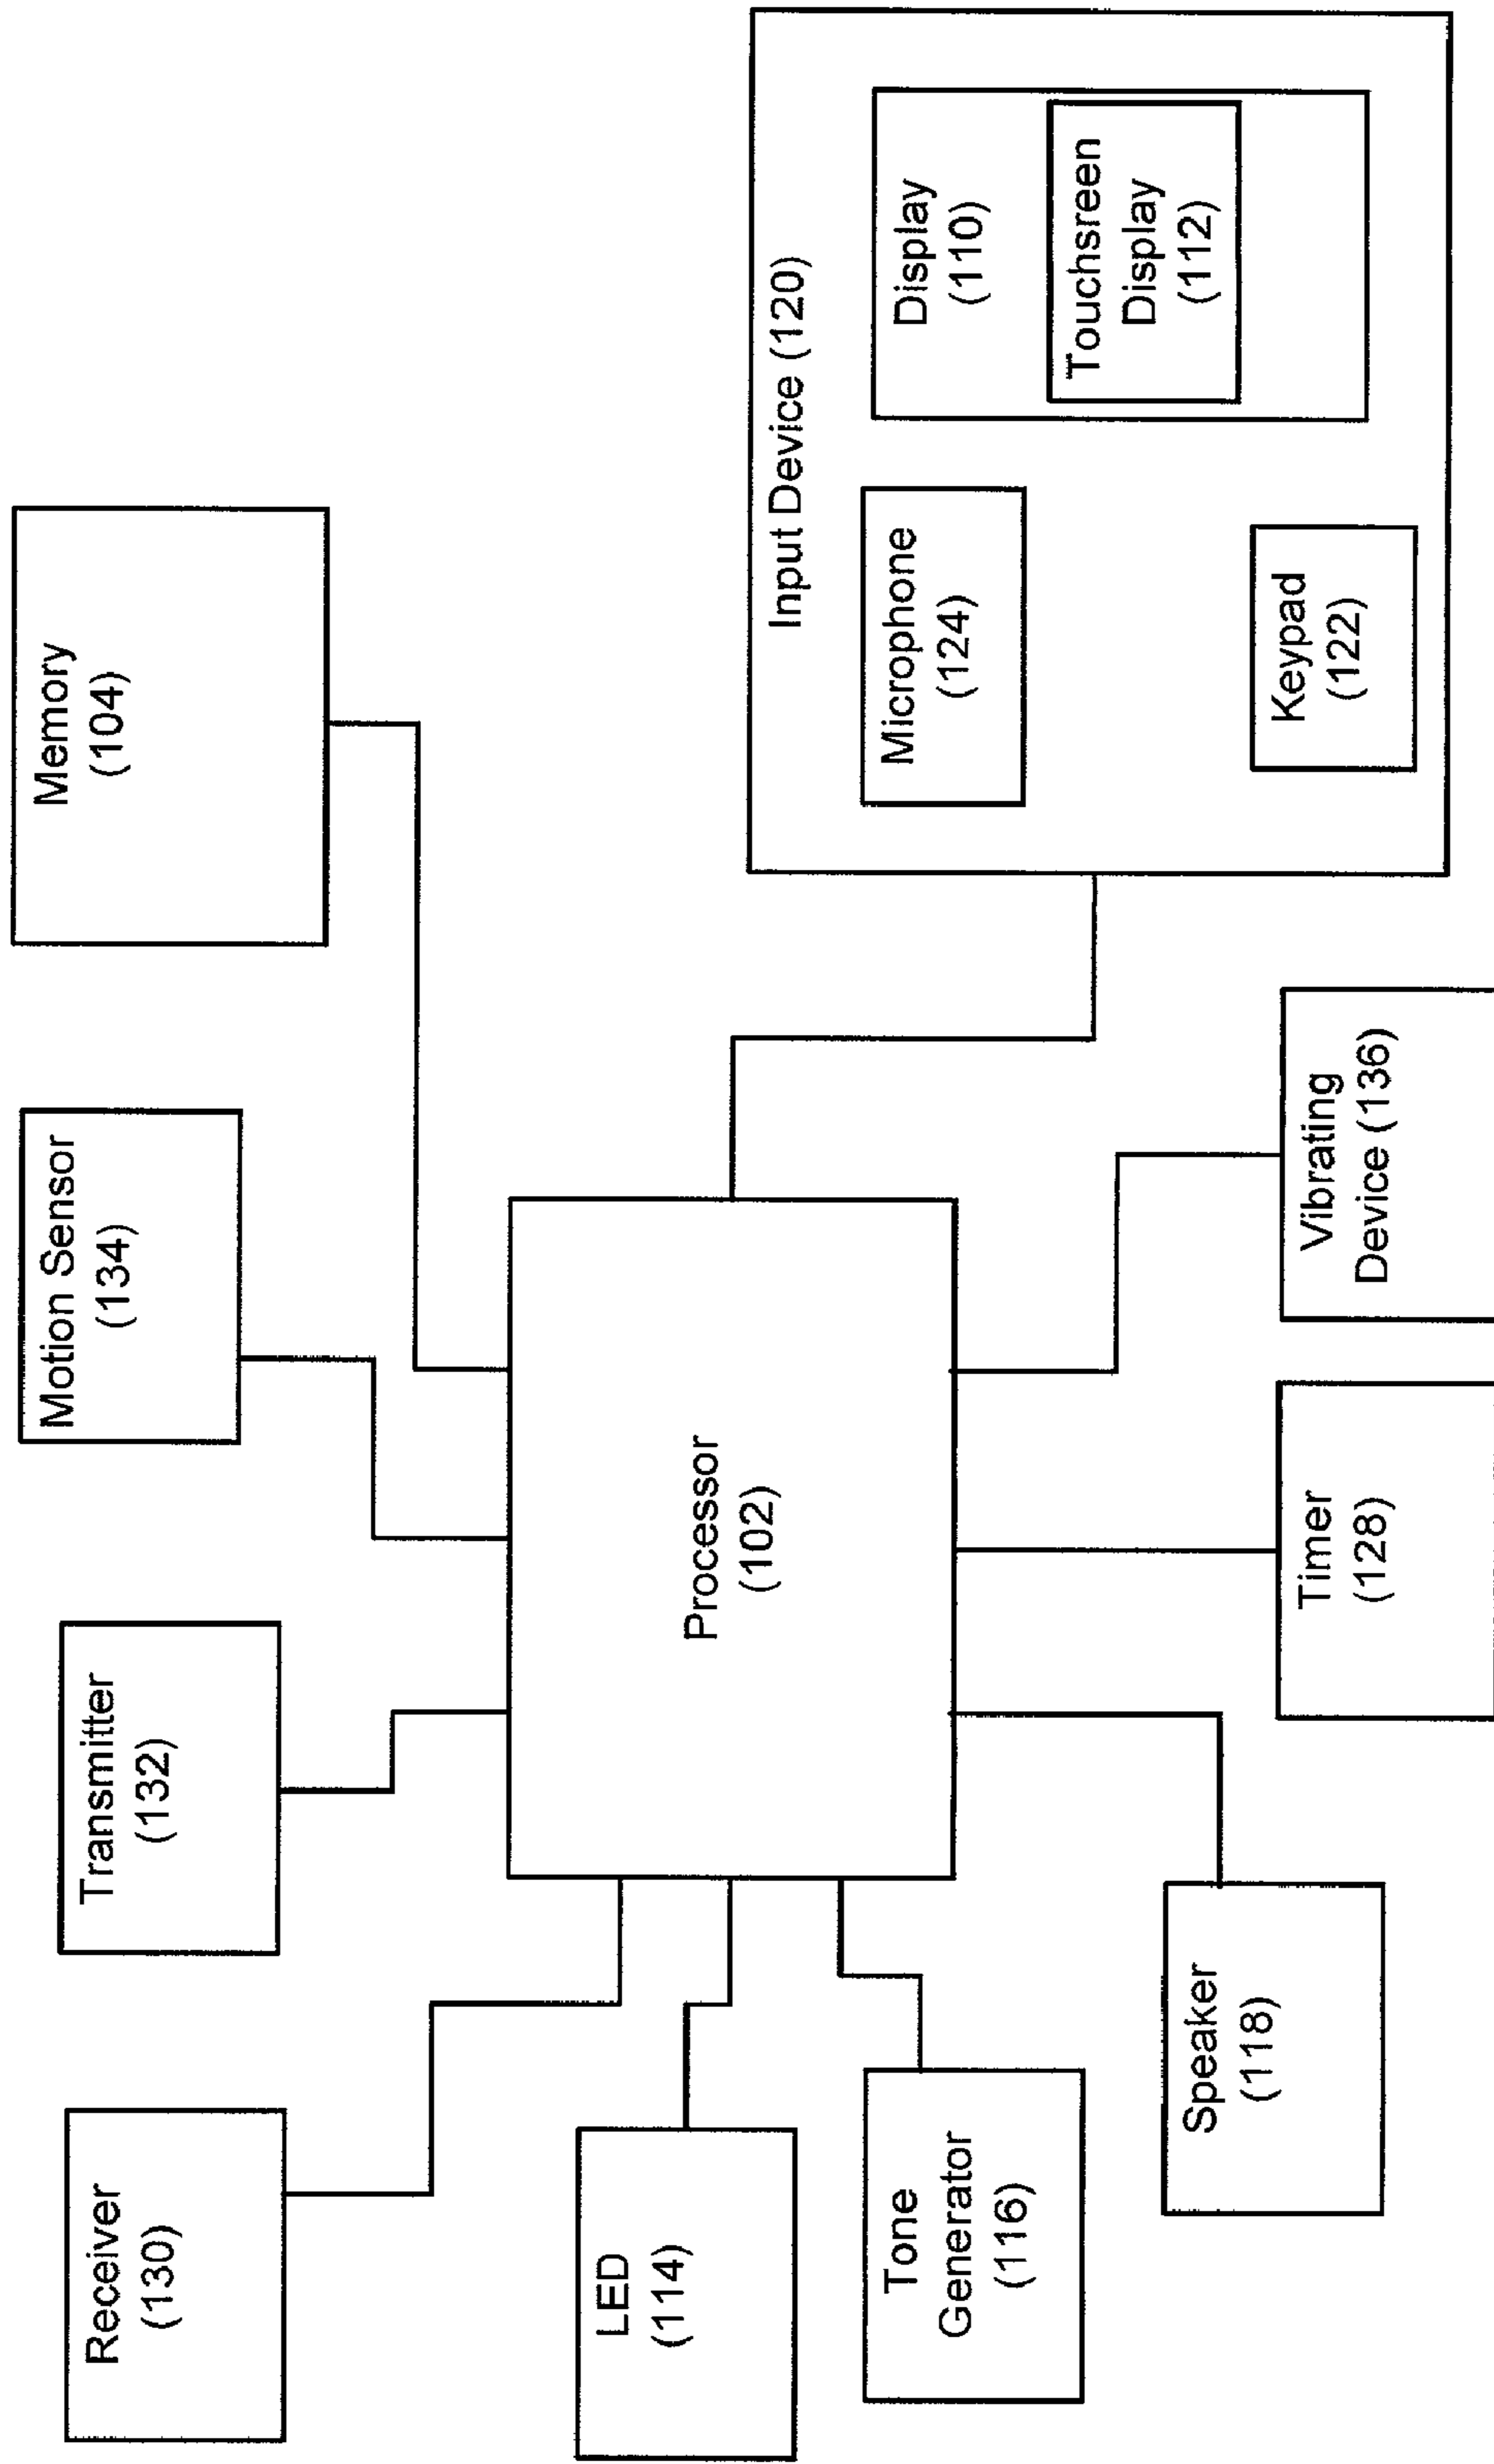 Receiver
(130)
Transmitter
(132)
Motion Sensor
(134)
Memory
(104)
LED
(114)
Processor
(102)
Input Device (120)
Tone
Generator
(116)
Microphone
(124)
Display
(110)
Touchsreen
Display
(112)
Speaker
(118)
Timer
(128)
Vibrating
Device (136)
Keypad
(122)